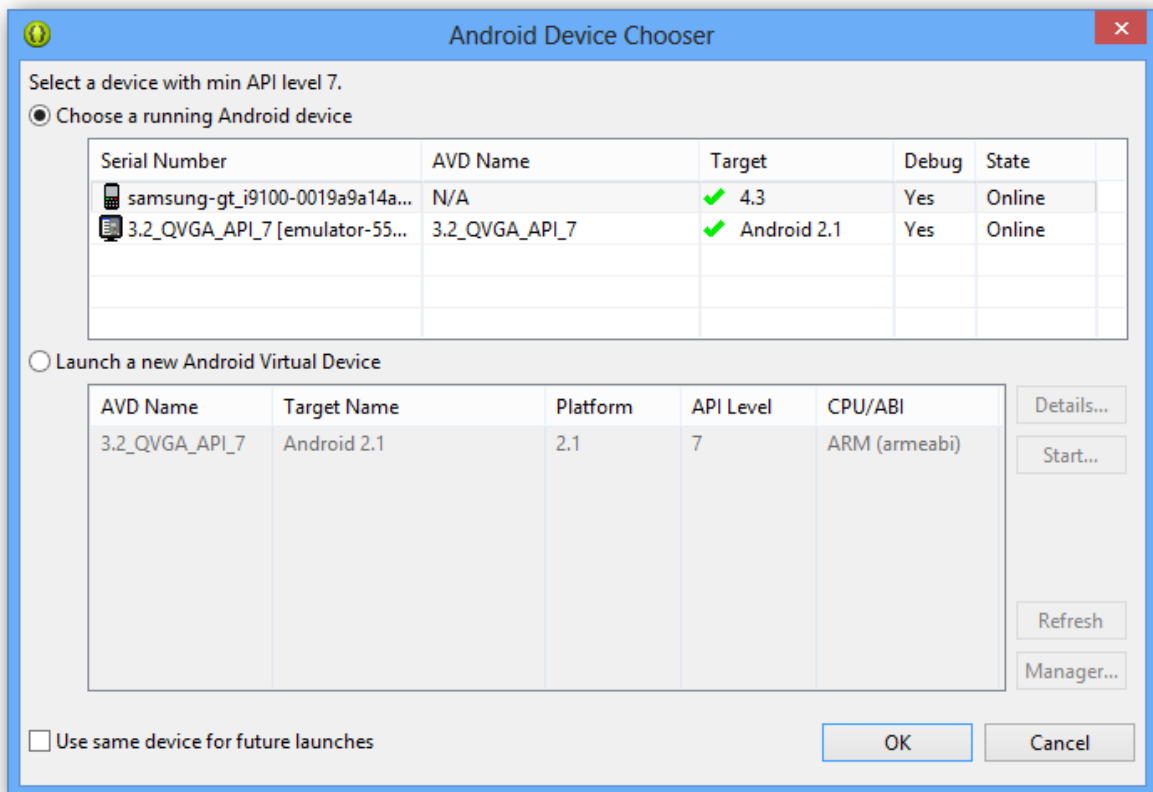 Android Device Chooser
Select a device with min API level 7.
Choose a running Android device
Serial Number AVD Name Target Debug State
samsung-gt_i9100-0019a9a14a... N/A 4.3 Yes Online
3.2_QVGA_API_7 [emulator-55... 3.2_QVGA_API_7 Android 2.1 Yes Online
Launch a new Android Virtual Device
AVD Name Target Name Platform API Level CPU/ABI Details...
3.2_QVGA_API_7 Android 2.1 2.1 7 ARM (armeabi)
Start...
Refresh
Manager...
Use same device for future launches OK Cancel